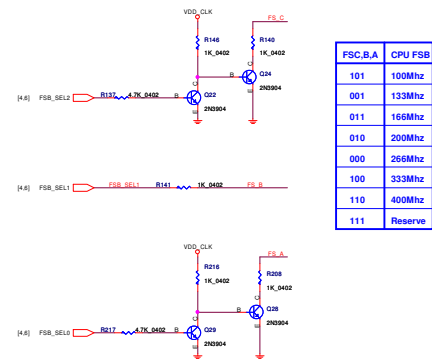 VDD_CLK
FS_C
R146
1K_0402
R140
1K_0402
C
B
Q24
E
2N3904
[4,6] FSB_SEL2 R137 4.7K_0402 B
C
Q22
E
2N3904
[4,6] FSB_SEL1 FSB_SEL1 R141 1K_0402 FS_B
VDD_CLK
FS_A
R216
1K_0402
R208
1K_0402
C
B
Q28
E
2N3904
[4,6] FSB_SEL0 R217 4.7K_0402 B
C
Q29
E
2N3904
FSC,B,A CPU FSB
101 100Mhz
001 133Mhz
011 166Mhz
010 200Mhz
000 266Mhz
100 333Mhz
110 400Mhz
111 Reserve